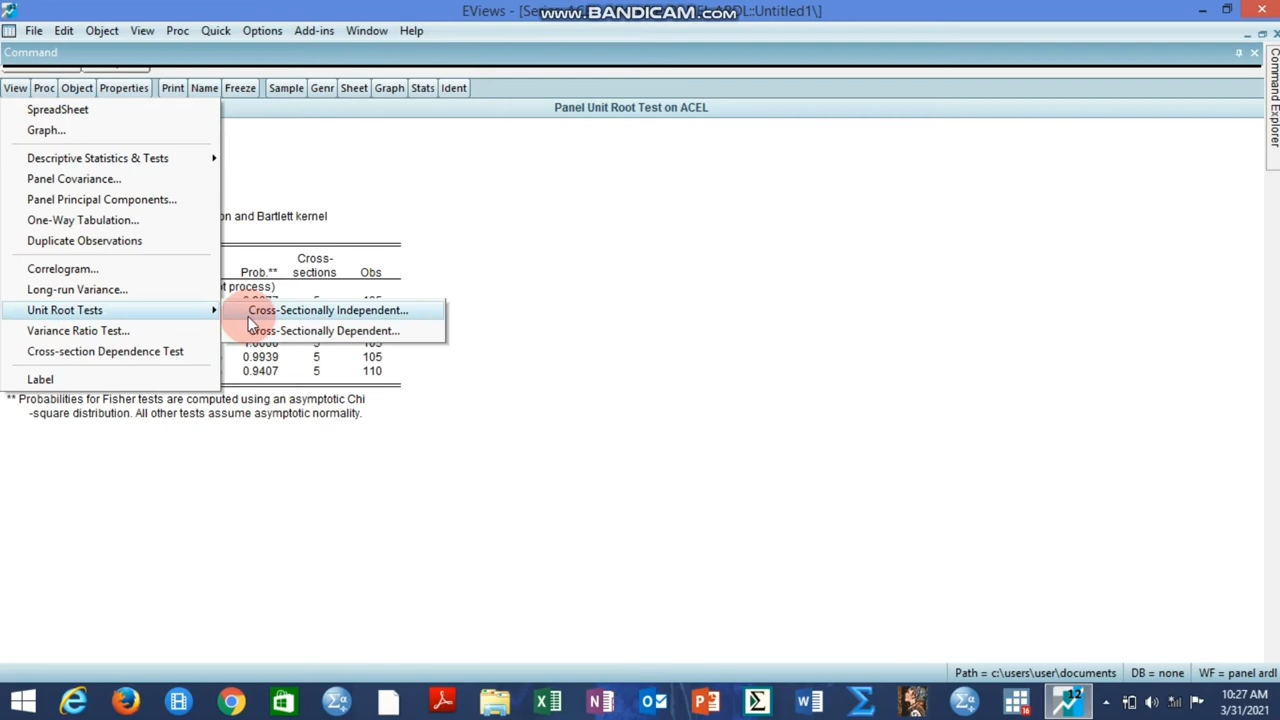 EViews - [Series
www.BANDICAM.com
::Untitled1\]
File Edit Object View Proc Quick Options Add-ins Window Help
Command
Command Explorer
View Proc Object Properties Print Name Freeze Sample Genr Sheet Graph Stats Ident
Panel Unit Root Test on ACEL
SpreadSheet
Graph...
Descriptive Statistics & Tests
Panel Covariance...
Panel Principal Components...
One-Way Tabulation...
Duplicate Observations
Correlogram...
Long-run Variance...
Unit Root Tests
Variance Ratio Test...
Cross-section Dependence Test
Label
Cross-Sectionally Independent...
Cross-Sectionally Dependent...
and Bartlett kernel
Cross-
Prob.** sections Obs
process)
0.9939 5 105
0.9407 5 110
** Probabilities for Fisher tests are computed using an asymptotic Chi
-square distribution. All other tests assume asymptotic normality.
Path = c:\users\user\documents DB = none WF = panel ardl
12
16
10:27 AM
3/31/2021